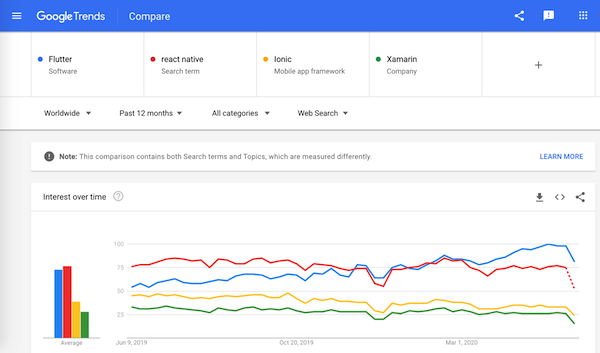 Google Trends Compare
Flutter
Software
react native
Search term
Ionic
Mobile app framework
Xamarin
Company
+
Worldwide Past 12 months All categories Web Search
Note: This comparison contains both Search terms and Topics, which are measured differently. LEARN MORE
Interest over time
100
75
50
25
Average
Jun 9, 2019 Oct 20, 2019 Mar 1, 2020